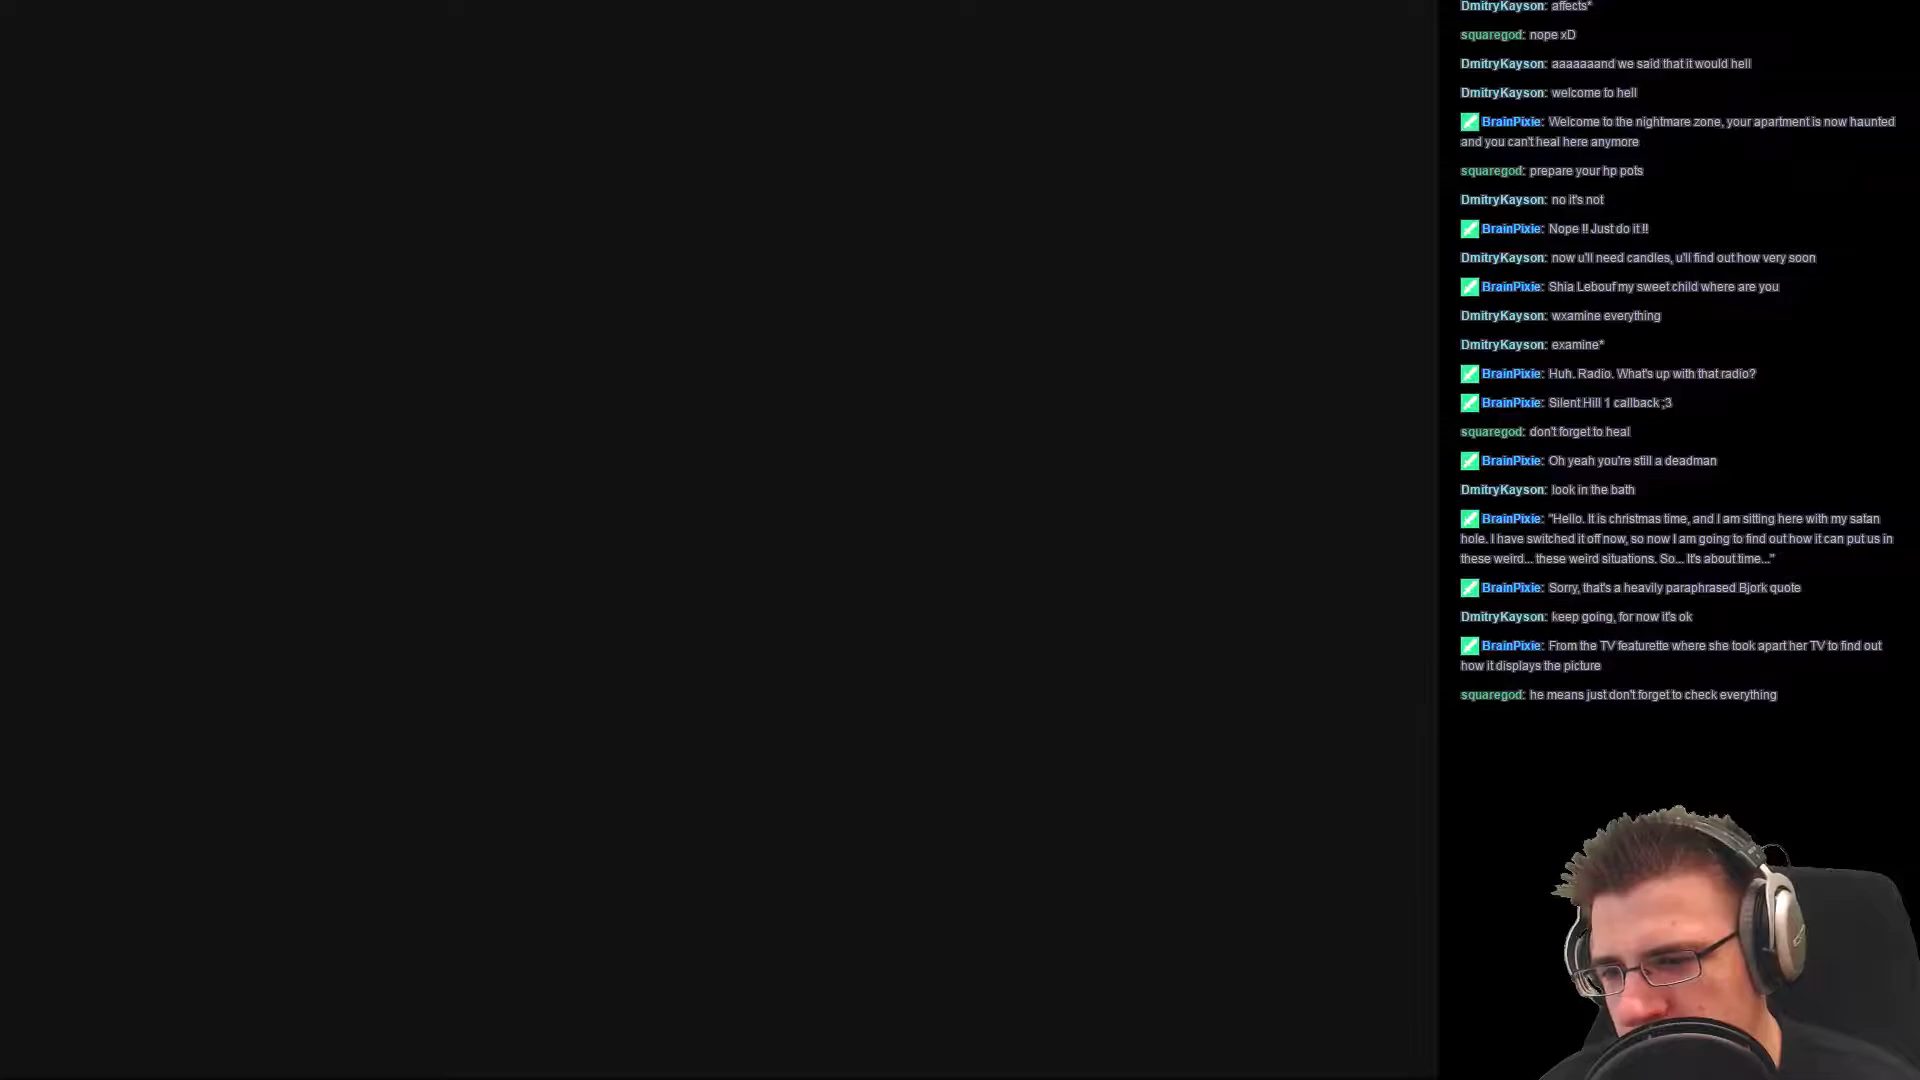 DmitryKayson: affects*
squaregod: nope xD
DmitryKayson: aaaaaaand we said that it would hell
DmitryKayson: welcome to hell
BrainPixie: Welcome to the nightmare zone, your apartment is now haunted
and you can't heal here anymore
squaregod: prepare your hp pots
DmitryKayson: no it's not
BrainPixie: Nope !! Just do it !!
DmitryKayson: now u'll need candles, u'll find out how very soon
BrainPixie: Shia Lebouf my sweet child where are you
DmitryKayson: wxamine everything
DmitryKayson: examine*
BrainPixie: Huh. Radio. What's up with that radio?
BrainPixie: Silent Hill 1 callback ;3
squaregod: don't forget to heal
BrainPixie: Oh yeah you're still a deadman
DmitryKayson: look in the bath
BrainPixie: "Hello. It is christmas time, and I am sitting here with my satan
hole. I have switched it off now, so now I am going to find out how it can put us in
these weird... these weird situations. So... It's about time..."
BrainPixie: Sorry, that's a heavily paraphrased Bjork quote
DmitryKayson: keep going, for now it's ok
BrainPixie: From the TV featurette where she took apart her TV to find out
how it displays the picture
squaregod: he means just don't forget to check everything